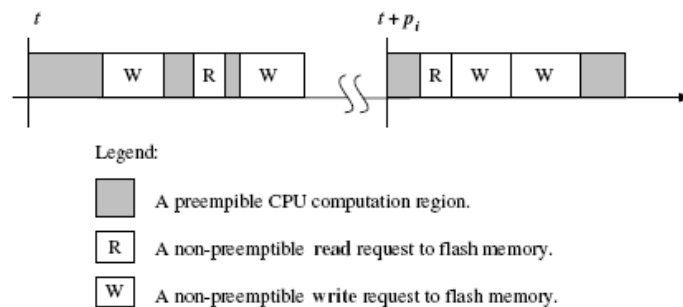 t
t + p_i
W R W
R W W
Legend:
A preempible CPU computation region.
R A non-preemptible read request to flash memory.
W A non-preemptible write request to flash memory.